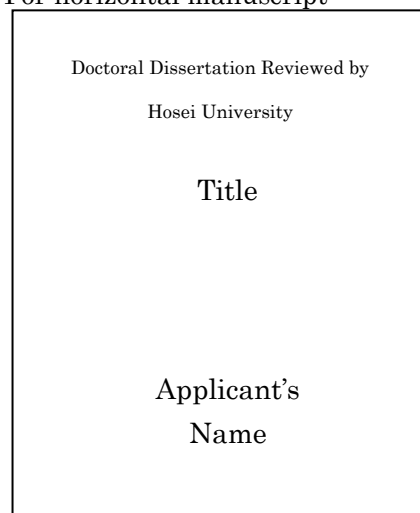 For horizontal manuscript
Doctoral Dissertation Reviewed by
Hosei University
Title
Applicant's
Name